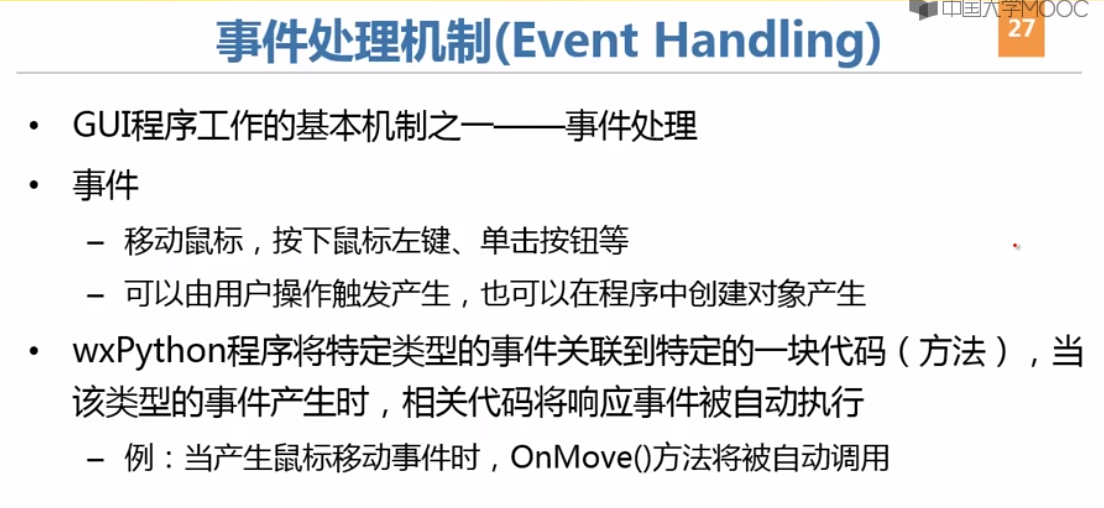 中国大学MOOC
事件处理机制(Event Handling)
27
• GUI程序工作的基本机制之一——事件处理
• 事件
– 移动鼠标，按下鼠标左键、单击按钮等
– 可以由用户操作触发产生，也可以在程序中创建对象产生
• wxPython程序将特定类型的事件关联到特定的一块代码（方法），当
该类型的事件产生时，相关代码将响应事件被自动执行
– 例：当产生鼠标移动事件时，OnMove()方法将被自动调用